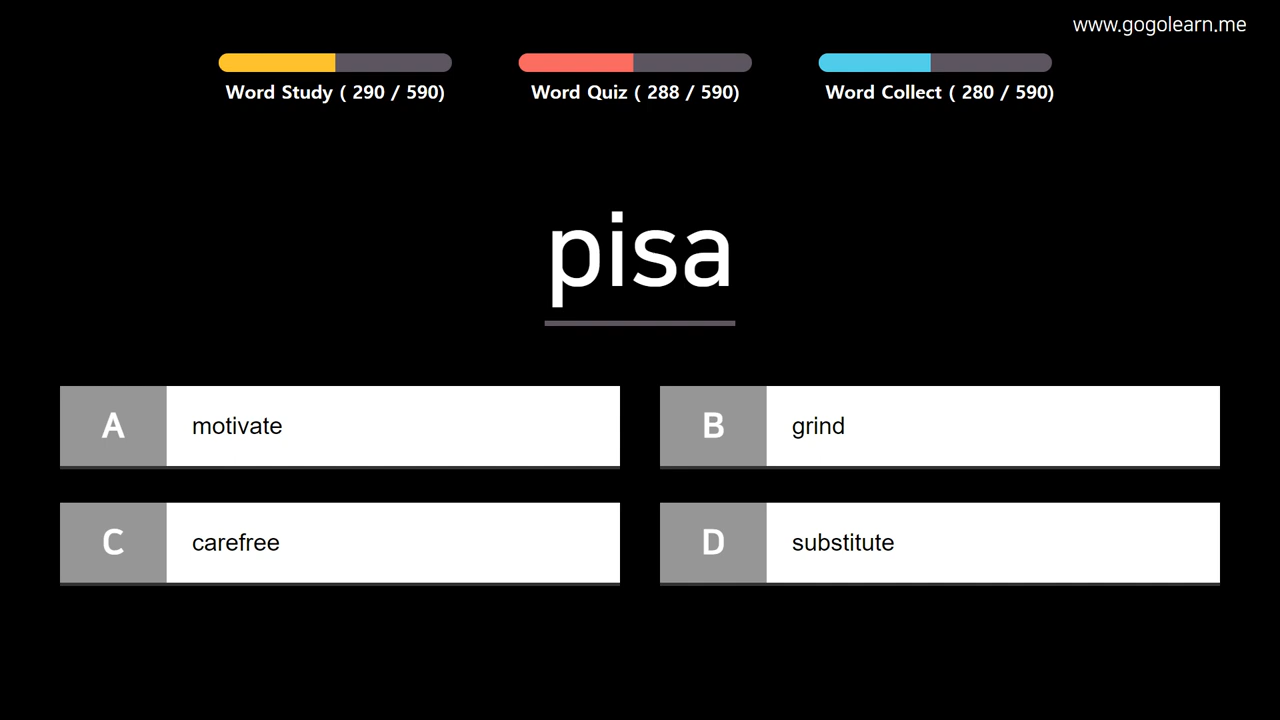 www.gogolearn.me
Word Study ( 290 / 590)
Word Quiz ( 288 / 590)
Word Collect ( 280 / 590)
pisa
A motivate
B grind
C carefree
D substitute